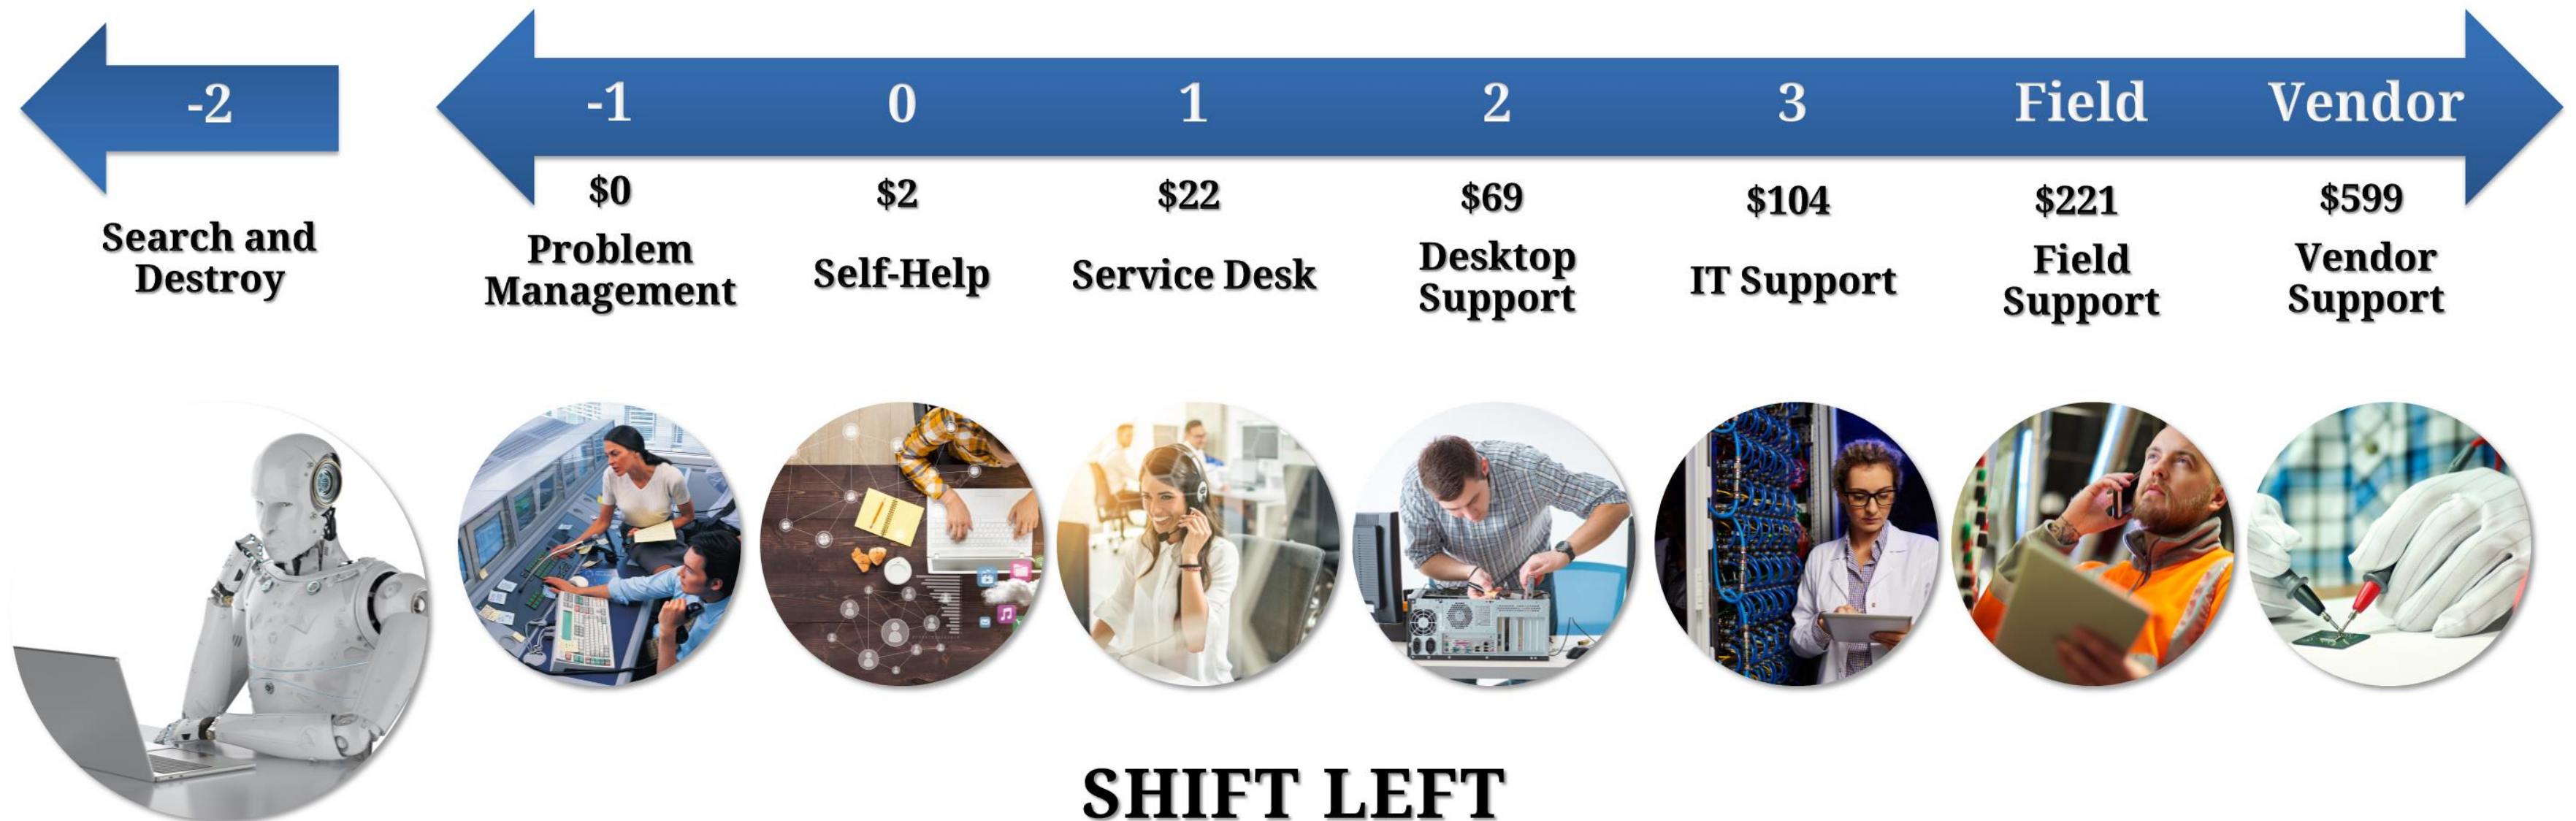 -2
-1
0
1
2
3
Field
Vendor
$0
$2
$22
$69
$104
$221
$599
Search and
Destroy
Problem
Management
Self-Help
Service Desk
Desktop
Support
IT Support
Field
Support
Vendor
Support
SHIFT LEFT